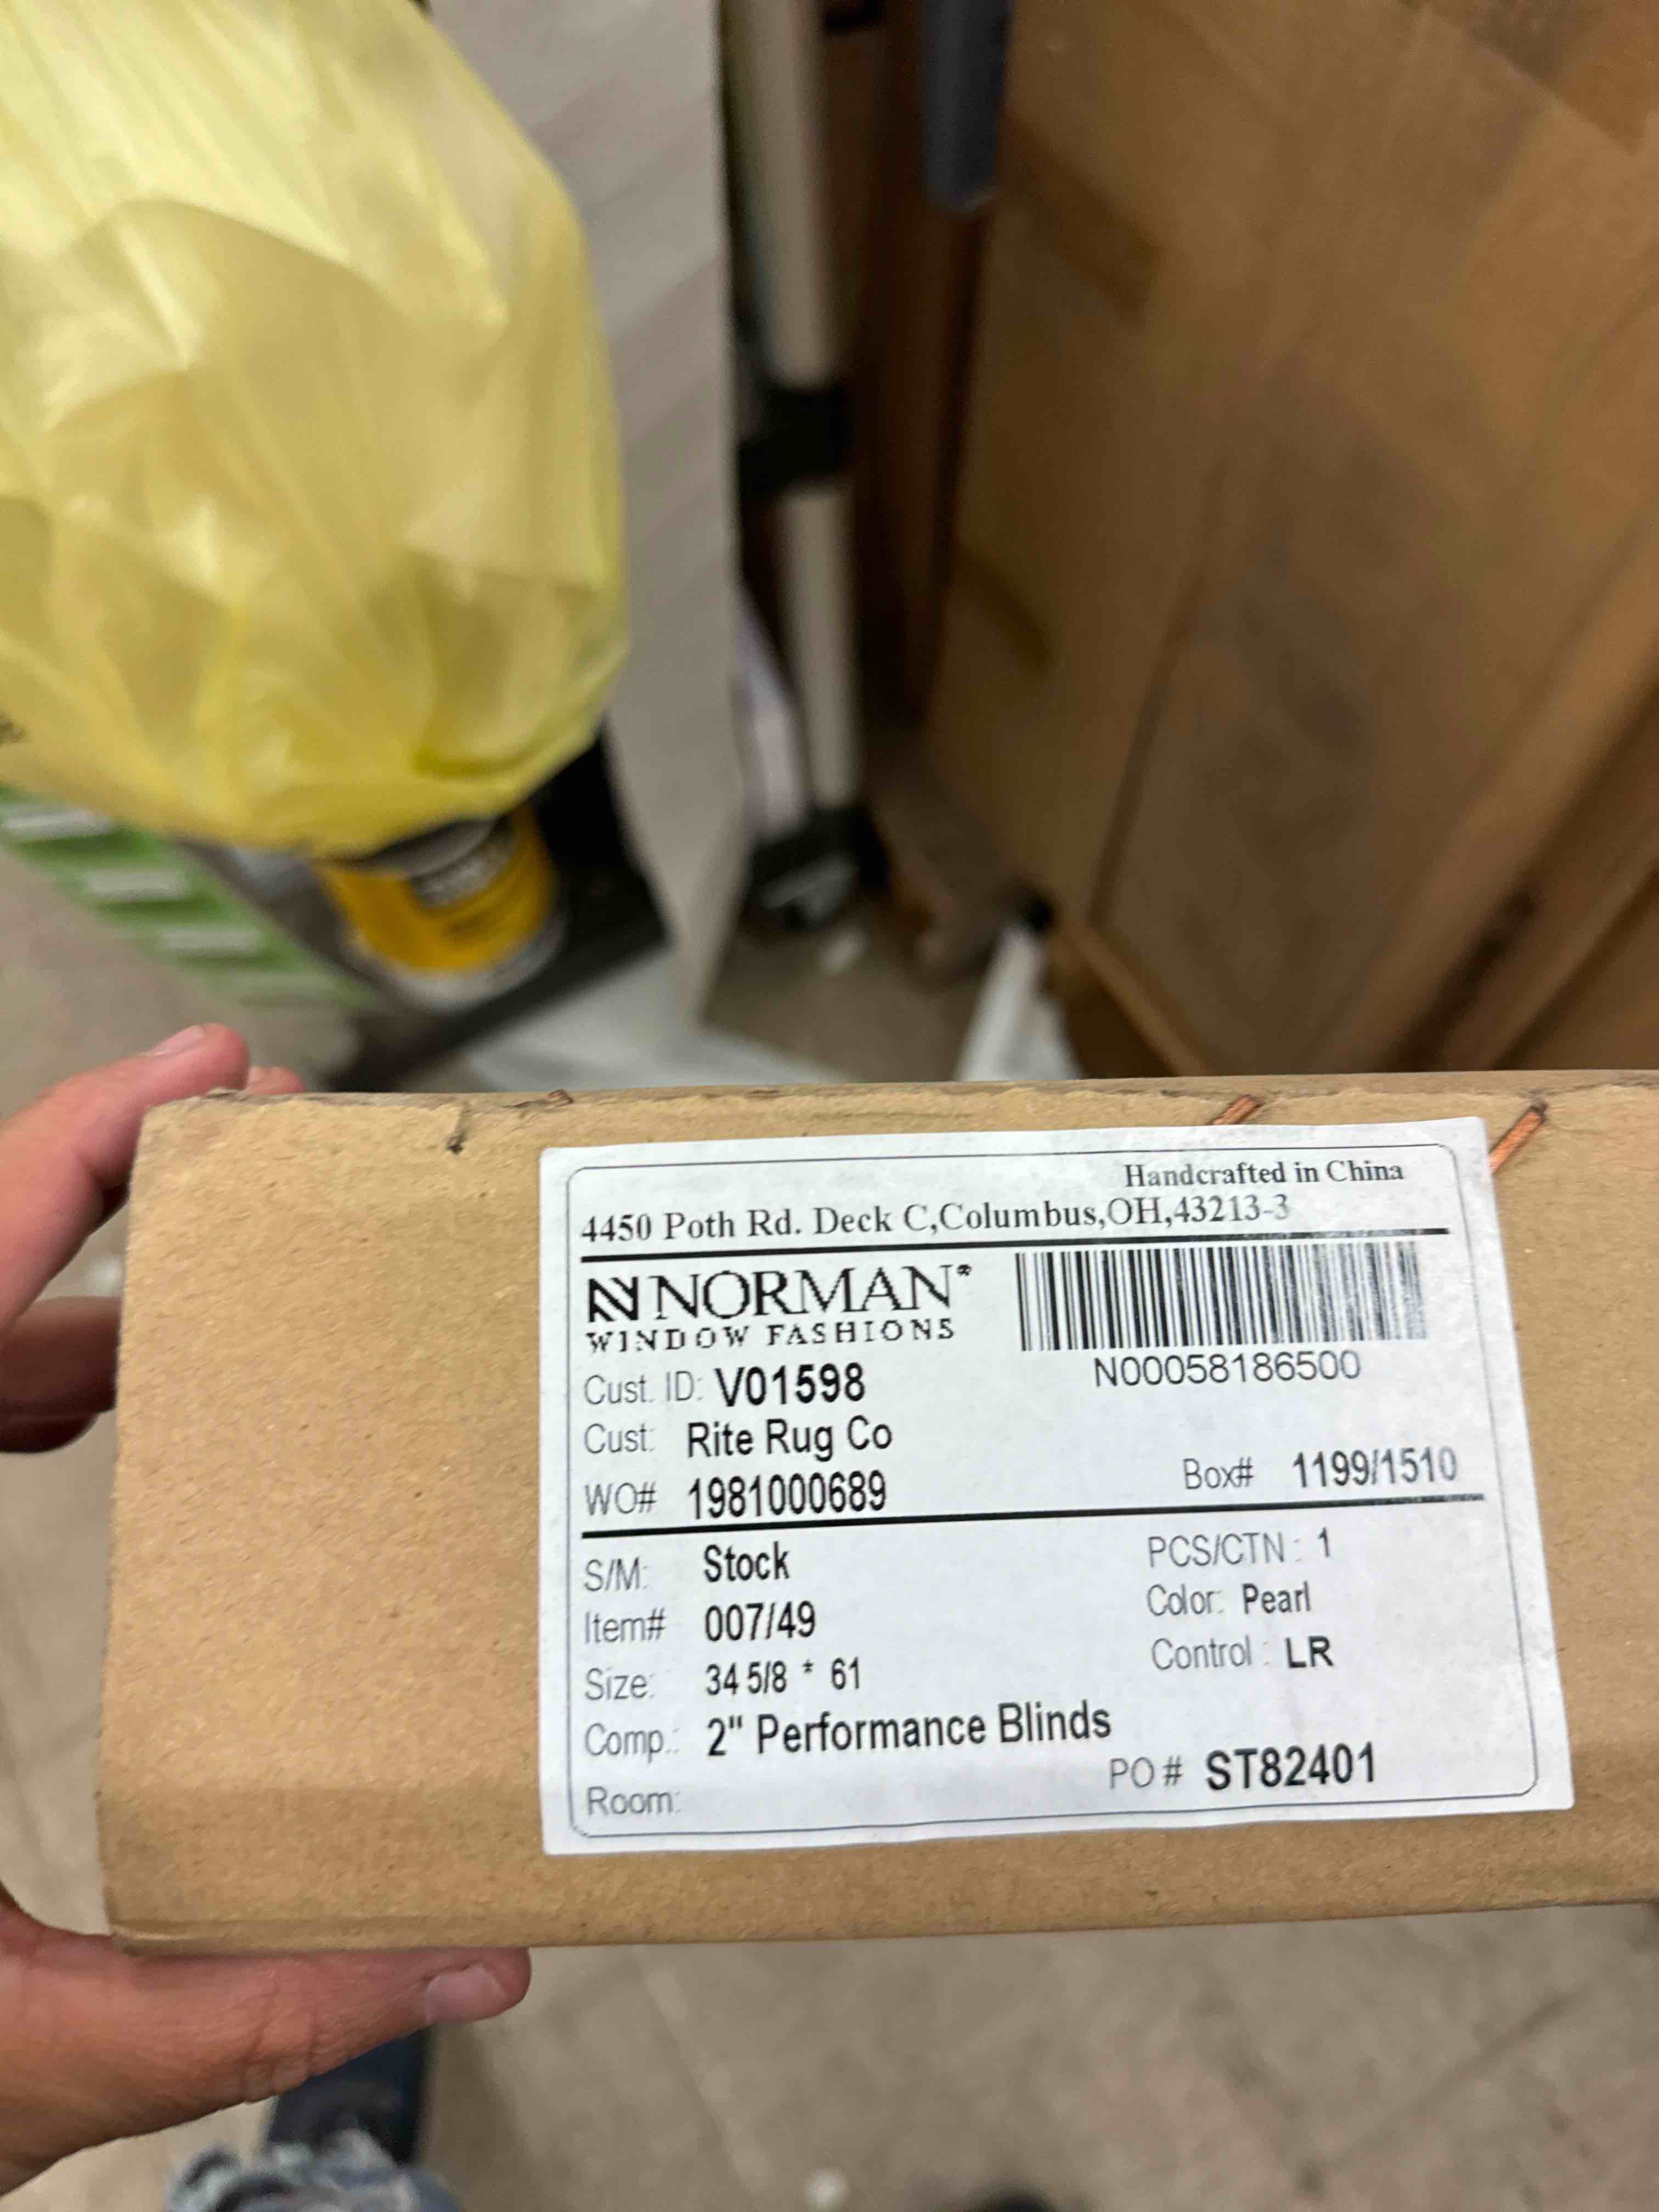 Handcrafted in China
4450 Poth Rd. Deck C,Columbus,OH,43213-3
NORMAN®
WINDOW FASHIONS
N00058186500
Cust. ID: V01598
Cust: Rite Rug Co
WO# 1981000689
Box# 1199/1510
S/M: Stock
PCS/CTN : 1
Item# 007/49
Color: Pearl
Size: 34 5/8 * 61
Control : LR
Comp.: 2" Performance Blinds
PO # ST82401
Room: